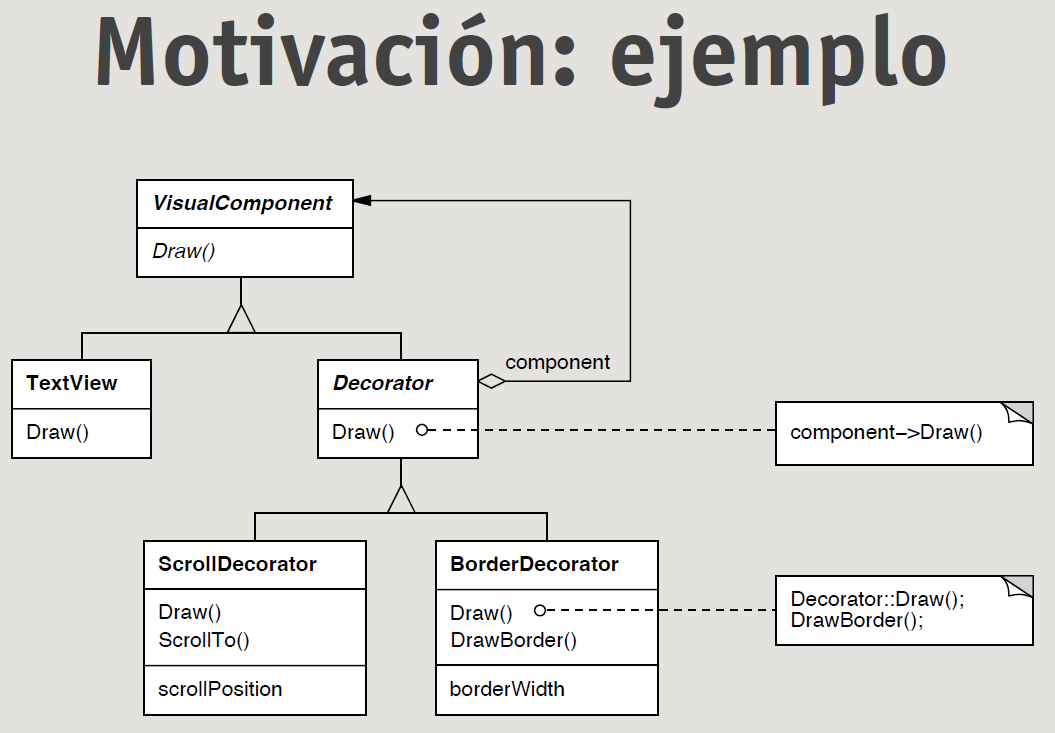 Motivación: ejemplo
VisualComponent
Draw()
TextView
Draw()
Decorator
Draw()
component
component–>Draw()
ScrollDecorator
Draw()
ScrollTo()
scrollPosition
BorderDecorator
Draw()
DrawBorder()
borderWidth
Decorator::Draw();
DrawBorder();